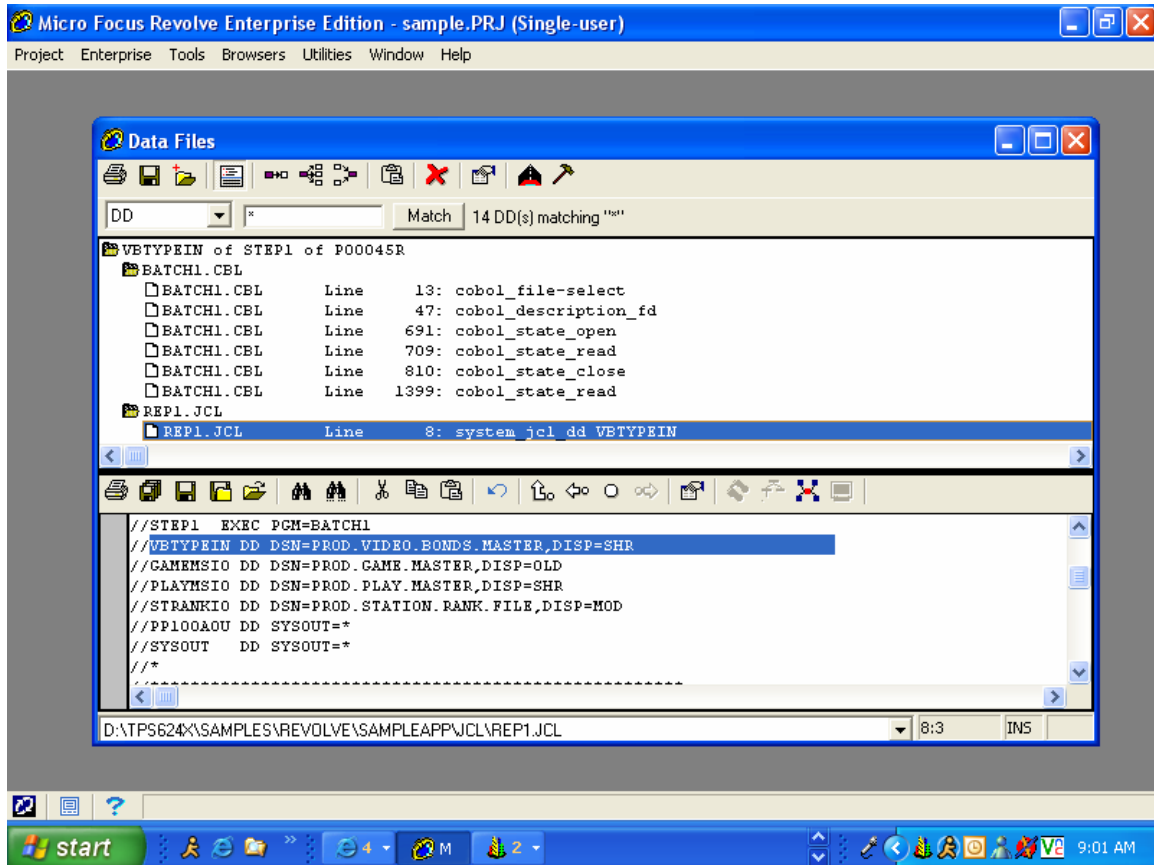 Micro Focus Revolve Enterprise Edition - sample.PRJ (Single-user)
Project Enterprise Tools Browsers Utilities Window Help
Data Files
DD * Match 14 DD(s) matching "*"
VBTYPEIN of STEP1 of P00045R
BATCH1.CBL
BATCH1.CBL Line 13: cobol_file-select
BATCH1.CBL Line 47: cobol_description_fd
BATCH1.CBL Line 691: cobol_state_open
BATCH1.CBL Line 709: cobol_state_read
BATCH1.CBL Line 810: cobol_state_close
BATCH1.CBL Line 1399: cobol_state_read
REP1.JCL
REP1.JCL Line 8: system_jcl_dd VBTYPEIN
//STEP1 EXEC PGM=BATCH1
//VBTYPEIN DD DSN=PROD.VIDEO.BONDS.MASTER,DISP=SHR
//GAMEMSIO DD DSN=PROD.GAME.MASTER,DISP=OLD
//PLAYMSIO DD DSN=PROD.PLAY.MASTER,DISP=SHR
//STRANKIO DD DSN=PROD.STATION.RANK.FILE,DISP=MOD
//PP100AOU DD SYSOUT=*
//SYSOUT DD SYSOUT=*
//*
D:\TPS624X\SAMPLES\REVOLVE\SAMPLEAPP\JCL\REP1.JCL 8:3 INS
start » 4 M 2 9:01 AM